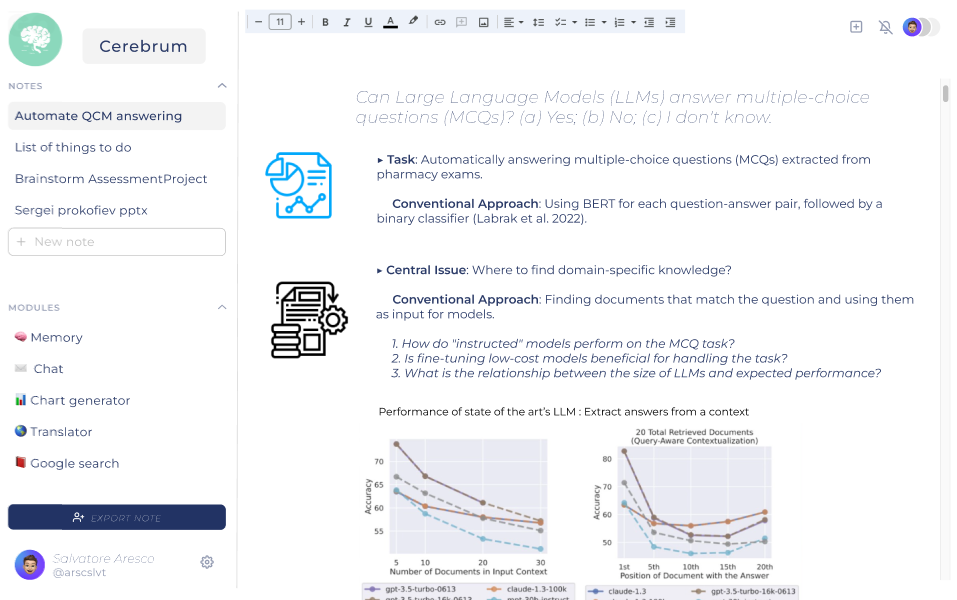 Cerebrum
NOTES
Automate QCM answering
List of things to do
Brainstorm AssessmentProject
Sergei prokofiev pptx
+ New note
MODULES
Memory
Chat
Chart generator
Translator
Google search
EXPORT NOTE
Salvatore Aresco
@arscslvt
− 11 + B I U A
Can Large Language Models (LLMs) answer multiple-choice
questions (MCQs)? (a) Yes; (b) No; (c) I don't know.
▸ Task: Automatically answering multiple-choice questions (MCQs) extracted from
pharmacy exams.
Conventional Approach: Using BERT for each question-answer pair, followed by a
binary classifier (Labrak et al. 2022).
▸ Central Issue: Where to find domain-specific knowledge?
Conventional Approach: Finding documents that match the question and using them
as input for models.
1. How do "instructed" models perform on the MCQ task?
2. Is fine-tuning low-cost models beneficial for handling the task?
3. What is the relationship between the size of LLMs and expected performance?
Performance of state of the art's LLM : Extract answers from a context
Accuracy
70
65
60
55
5 10 20 30
Number of Documents in Input Context
gpt-3.5-turbo-0613 claude-1.3-100k
gpt-3.5-turbo-16k-0613 mpt-30b-instruct
20 Total Retrieved Documents
(Query-Aware Contextualization)
Accuracy
80
70
60
50
1st 5th 10th 15th 20th
Position of Document with the Answer
claude-1.3 gpt-3.5-turbo-16k-0613